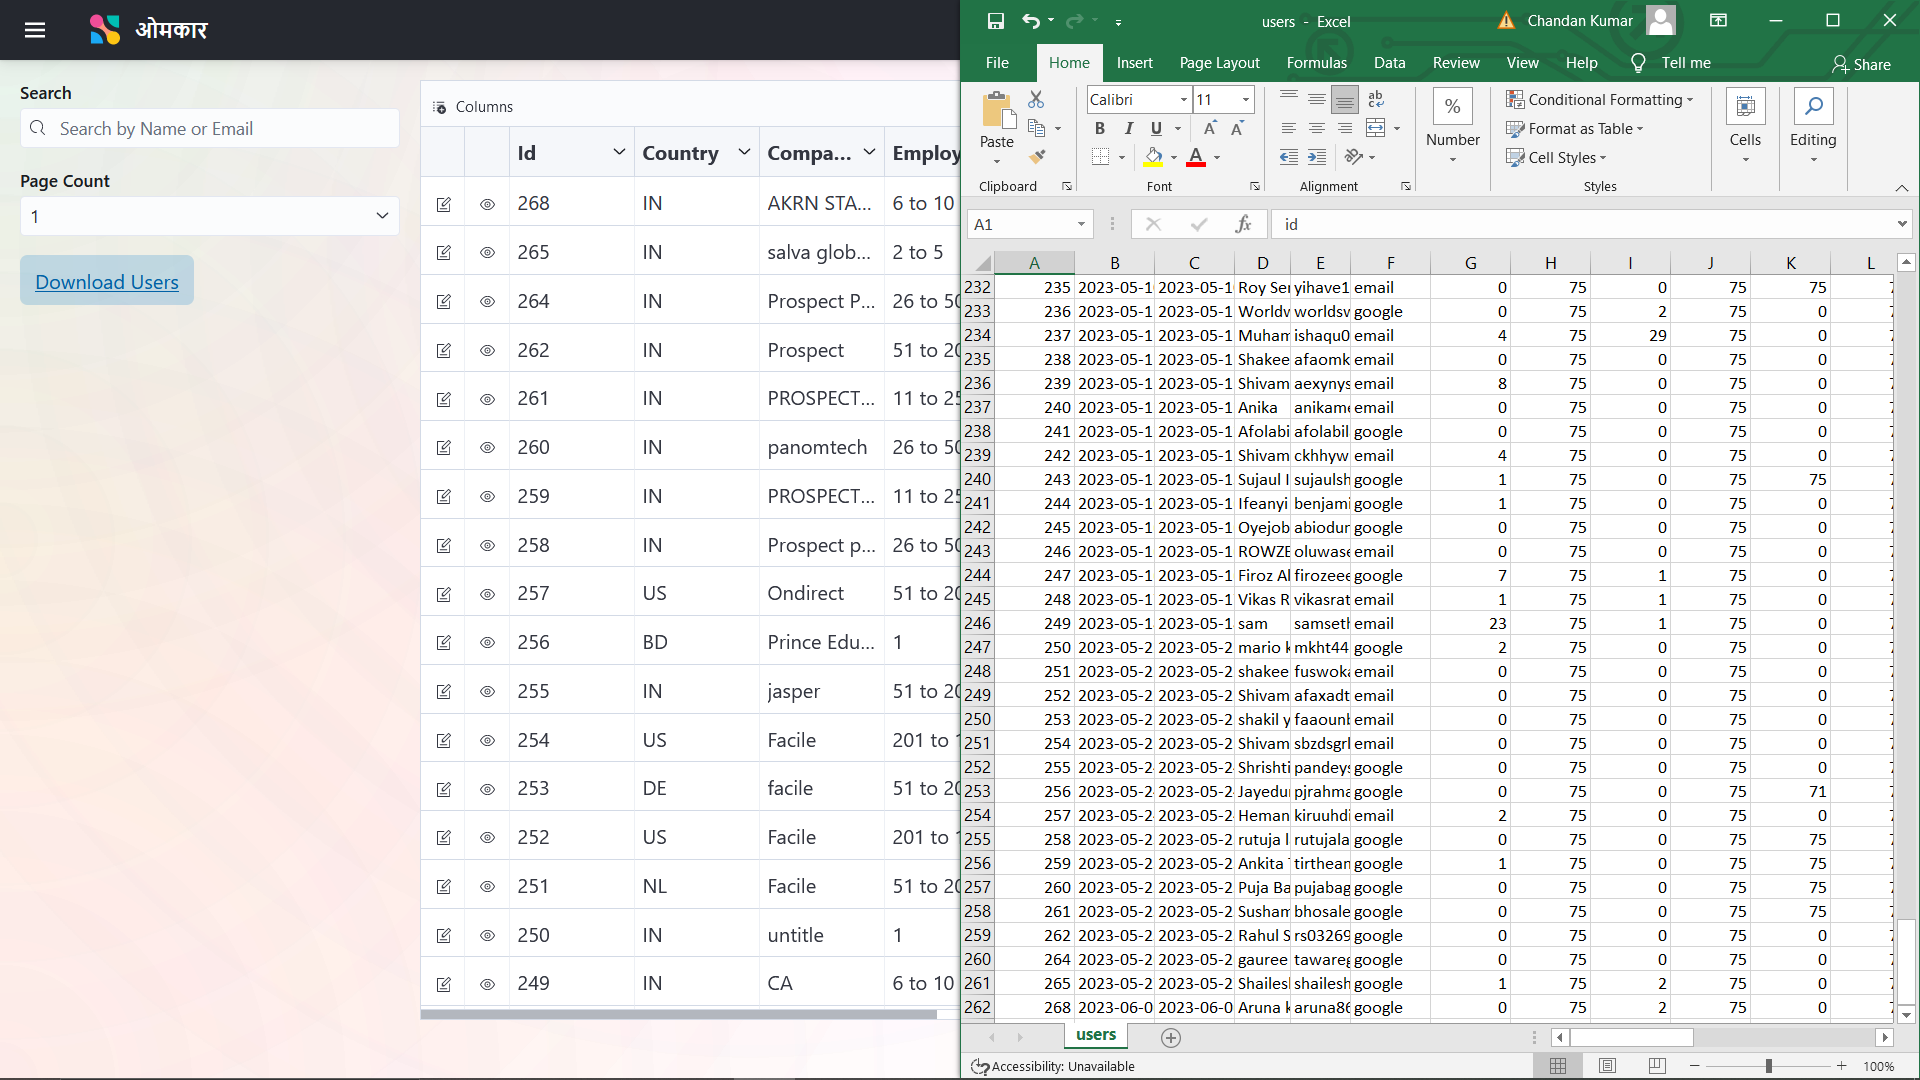 ओमकार
Search
Search by Name or Email
Page Count
1
Download Users
Columns
Id Country Compa... Employ
268 IN AKRN STA... 6 to 10
265 IN salva glob... 2 to 5
264 IN Prospect P... 26 to 50
262 IN Prospect 51 to 20
261 IN PROSPECT... 11 to 25
260 IN panomtech 26 to 50
259 IN PROSPECT... 11 to 25
258 IN Prospect p... 26 to 50
257 US Ondirect 51 to 20
256 BD Prince Edu... 1
255 IN jasper 51 to 20
254 US Facile 201 to
253 DE facile 51 to 20
252 US Facile 201 to
251 NL Facile 51 to 20
250 IN untitle 1
249 IN CA 6 to 10
users - Excel
Chandan Kumar
File Home Insert Page Layout Formulas Data Review View Help Tell me Share
Paste
Clipboard
Calibri 11
B I U
Font
ab
Alignment
% Number
Conditional Formatting
Format as Table
Cell Styles
Styles
Cells
Editing
A1 fx id
A B C D E F G H I J K L
232 235 2023-05-1 2023-05-1 Roy Ser yihave1 email 0 75 0 75 75
233 236 2023-05-1 2023-05-1 Worldw worldsw google 0 75 2 75 0
234 237 2023-05-1 2023-05-1 Muham ishaqu0 email 4 75 29 75 0
235 238 2023-05-1 2023-05-1 Shakee afaomk email 0 75 0 75 0
236 239 2023-05-1 2023-05-1 Shivam aexynys email 8 75 0 75 0
237 240 2023-05-1 2023-05-1 Anika anikam email 0 75 0 75 0
238 241 2023-05-1 2023-05-1 Afolabi afolabil google 0 75 0 75 0
239 242 2023-05-1 2023-05-1 Shivam ckhhyw email 4 75 0 75 0
240 243 2023-05-1 2023-05-1 Sujaul I sujaulsh google 1 75 0 75 75
241 244 2023-05-1 2023-05-1 Ifeanyi benjami google 1 75 0 75 0
242 245 2023-05-1 2023-05-1 Oyejob abiodur google 0 75 0 75 0
243 246 2023-05-1 2023-05-1 ROWZE oluwase email 0 75 0 75 0
244 247 2023-05-1 2023-05-1 Firoz Al firozeee google 7 75 1 75 0
245 248 2023-05-1 2023-05-1 Vikas R vikasrat email 1 75 1 75 0
246 249 2023-05-1 2023-05-1 sam samseth email 23 75 1 75 0
247 250 2023-05-2 2023-05-2 mario k mkht44 google 2 75 0 75 0
248 251 2023-05-2 2023-05-2 shakee fuswoka email 0 75 0 75 0
249 252 2023-05-2 2023-05-2 Shivam afaxadt email 0 75 0 75 0
250 253 2023-05-2 2023-05-2 shakil y faaounb email 0 75 0 75 0
251 254 2023-05-2 2023-05-2 Shivam sbzdsgrl email 0 75 0 75 0
252 255 2023-05-2 2023-05-2 Shrishti pandeys google 0 75 0 75 0
253 256 2023-05-2 2023-05-2 Jayedur pjrahma google 0 75 0 75 71
254 257 2023-05-2 2023-05-2 Heman kiruuhdi email 2 75 0 75 0
255 258 2023-05-2 2023-05-2 rutuja l rutujala google 0 75 0 75 75
256 259 2023-05-2 2023-05-2 Ankita tirthean google 1 75 0 75 75
257 260 2023-05-2 2023-05-2 Puja Ba pujabag google 0 75 0 75 75
258 261 2023-05-2 2023-05-2 Susham bhosale google 0 75 0 75 75
259 262 2023-05-2 2023-05-2 Rahul S rs03269 google 0 75 0 75 0
260 264 2023-05-2 2023-05-2 gauree tawareg google 0 75 0 75 0
261 265 2023-05-2 2023-05-2 Shailesh shailesh google 1 75 2 75 0
262 268 2023-06-0 2023-06-0 Aruna k aruna86 google 0 75 2 75 0
users
Accessibility: Unavailable
100%